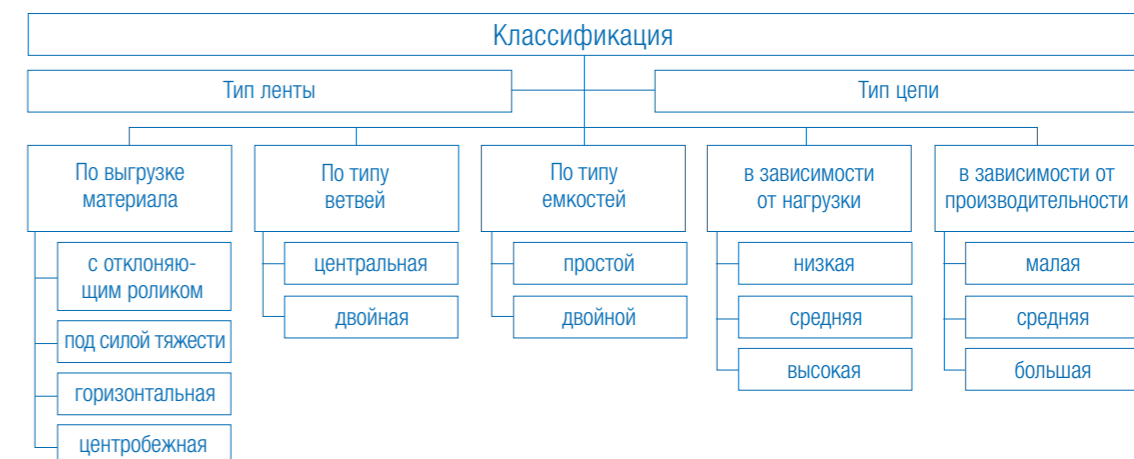 Классификация
Тип ленты
Тип цепи
По выгрузке
материала
По типу
ветвей
По типу
емкостей
в зависимости
от нагрузки
в зависимости от
производительности
с отклоняю-
щим роликом
под силой тяжести
горизонтальная
центробежная
центральная
двойная
простой
двойной
низкая
средняя
высокая
малая
средняя
большая